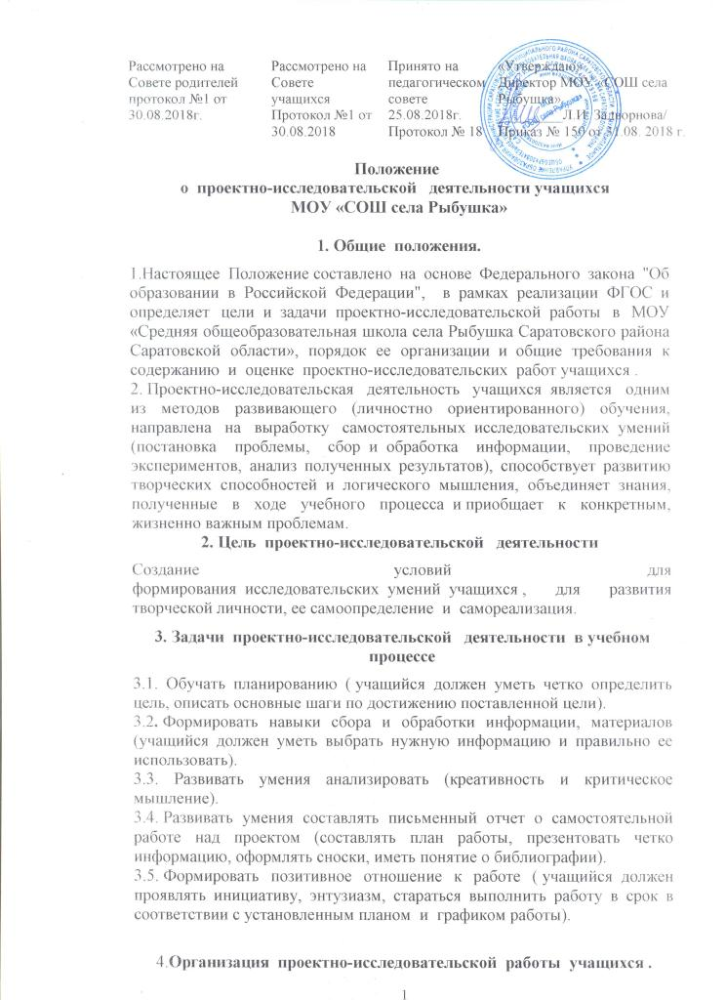 Рассмотрено на Совете родителей протокол №1 от 30.08.2018г.
Рассмотрено на Совете учащихся Протокол №1 от 30.08.2018
Принято на педагогическом совете 25.08.2018г. Протокол № 18
«Утверждаю» Директор МОУ «СОШ села Рыбушка» Л.И. Задворнова/ Приказ № 150 от 31.08. 2018 г.
Положение
о проектно-исследовательской деятельности учащихся
МОУ «СОШ села Рыбушка»
1. Общие положения.
1.Настоящее Положение составлено на основе Федерального закона "Об
образовании в Российской Федерации", в рамках реализации ФГОС и
определяет цели и задачи проектно-исследовательской работы в МОУ
«Средняя общеобразовательная школа села Рыбушка Саратовского района
Саратовской области», порядок ее организации и общие требования к
содержанию и оценке проектно-исследовательских работ учащихся .
2. Проектно-исследовательская деятельность учащихся является одним
из методов развивающего (личностно ориентированного) обучения,
направлена на выработку самостоятельных исследовательских умений
(постановка проблемы, сбор и обработка информации, проведение
экспериментов, анализ полученных результатов), способствует развитию
творческих способностей и логического мышления, объединяет знания,
полученные в ходе учебного процесса и приобщает к конкретным,
жизненно важным проблемам.
2. Цель проектно-исследовательской деятельности
Создание условий для
формирования исследовательских умений учащихся , для развития
творческой личности, ее самоопределение и самореализация.
3. Задачи проектно-исследовательской деятельности в учебном
процессе
3.1. Обучать планированию ( учащийся должен уметь четко определить
цель, описать основные шаги по достижению поставленной цели).
3.2. Формировать навыки сбора и обработки информации, материалов
(учащийся должен уметь выбрать нужную информацию и правильно ее
использовать).
3.3. Развивать умения анализировать (креативность и критическое
мышление).
3.4. Развивать умения составлять письменный отчет о самостоятельной
работе над проектом (составлять план работы, презентовать четко
информацию, оформлять сноски, иметь понятие о библиографии).
3.5. Формировать позитивное отношение к работе ( учащийся должен
проявлять инициативу, энтузиазм, стараться выполнить работу в срок в
соответствии с установленным планом и графиком работы).
4.Организация проектно-исследовательской работы учащихся .
1